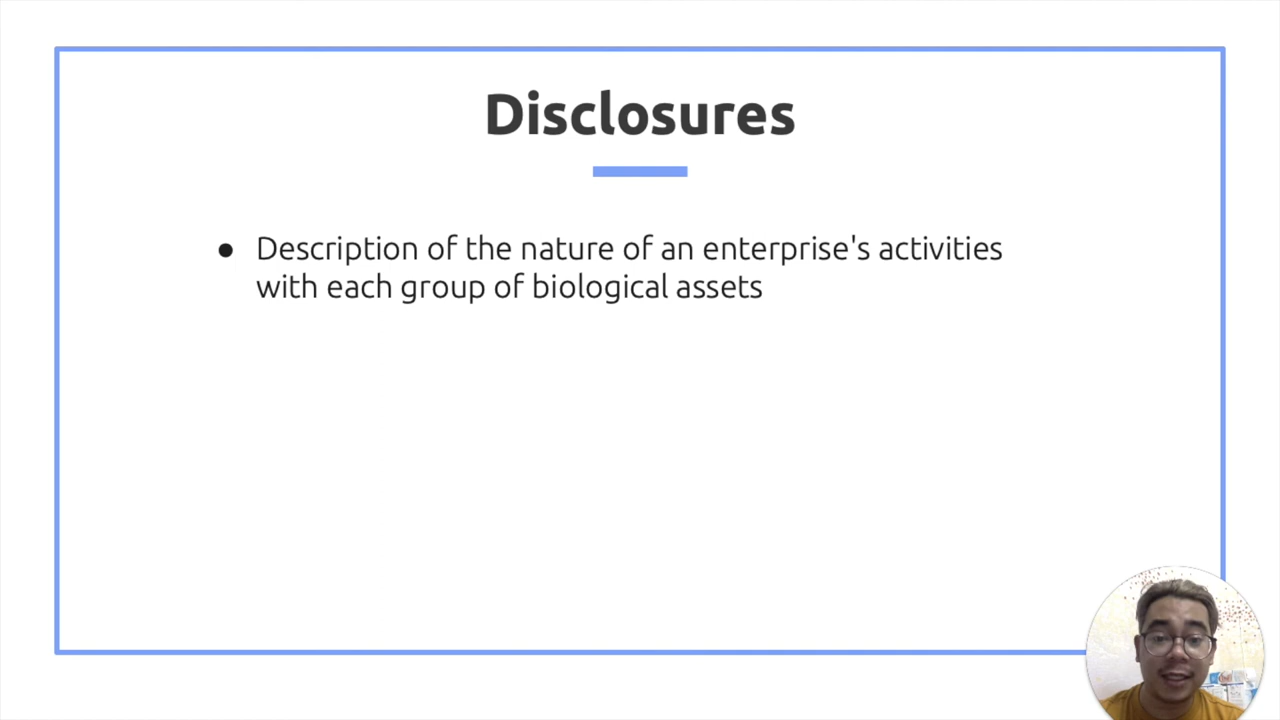 Disclosures
● Description of the nature of an enterprise's activities
with each group of biological assets